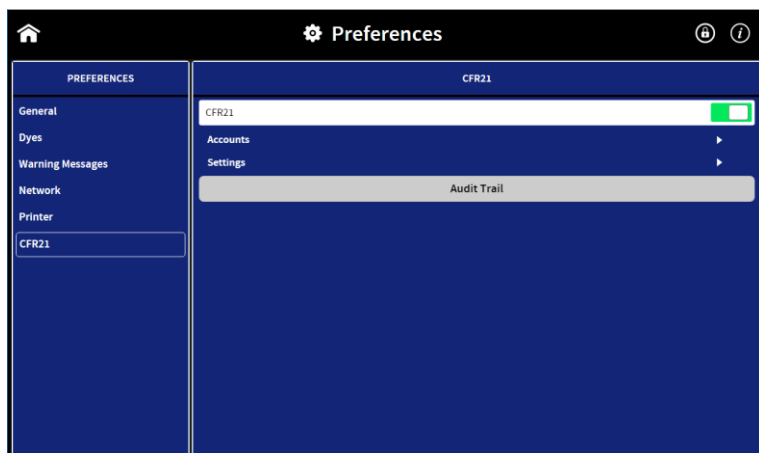 Preferences
PREFERENCES
General
Dyes
Warning Messages
Network
Printer
CFR21
CFR21
CFR21
Accounts
Settings
Audit Trail